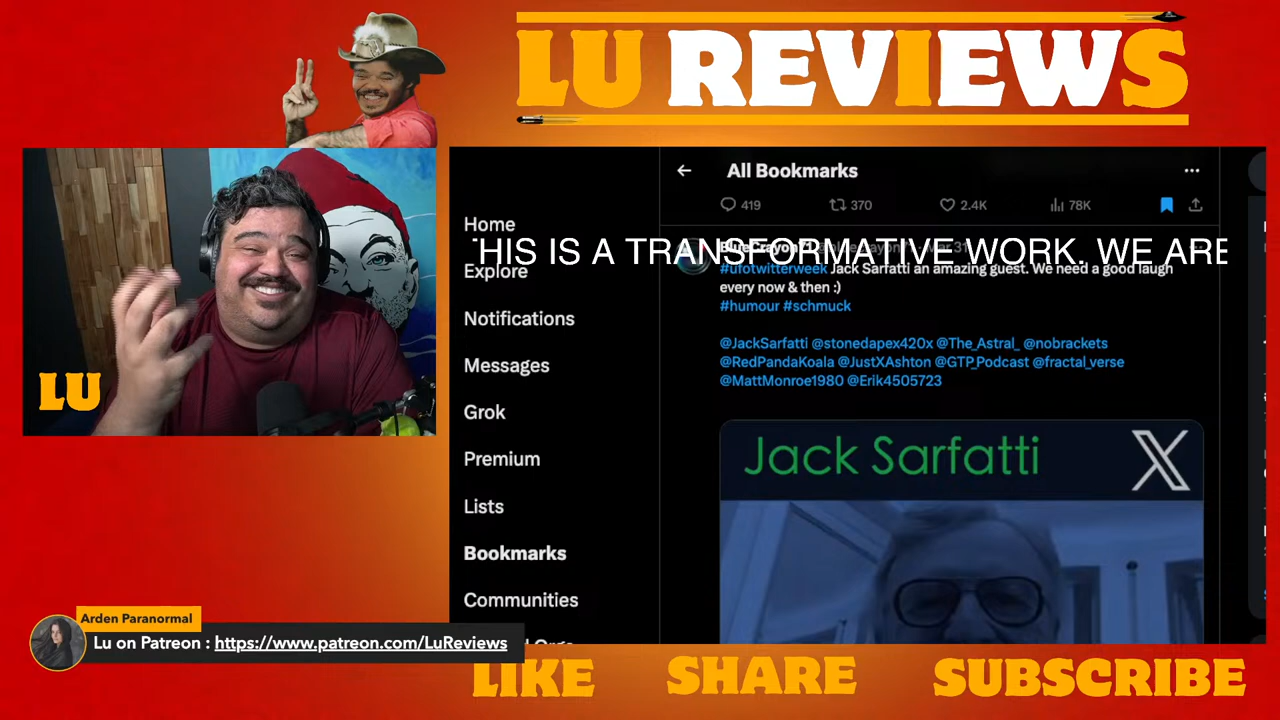 LU REVIEWS
LU
All Bookmarks
419 370 2.4K 78K
Home
Explore
Notifications
Messages
Grok
Premium
Lists
Bookmarks
Communities
THIS IS A TRANSFORMATIVE WORK. WE ARE
#ufotwitterweek Jack Sarfatti an amazing guest. We need a good laugh
every now & then :)
#humour #schmuck
@JackSarfatti @stonedapex420x @The_Astral_ @nobrackets
@RedPandaKoala @JustXAshton @GTP_Podcast @fractal_verse
@MattMonroe1980 @Erik4505723
Jack Sarfatti X
Arden Paranormal
Lu on Patreon : https://www.patreon.com/LuReviews
LIKE SHARE SUBSCRIBE